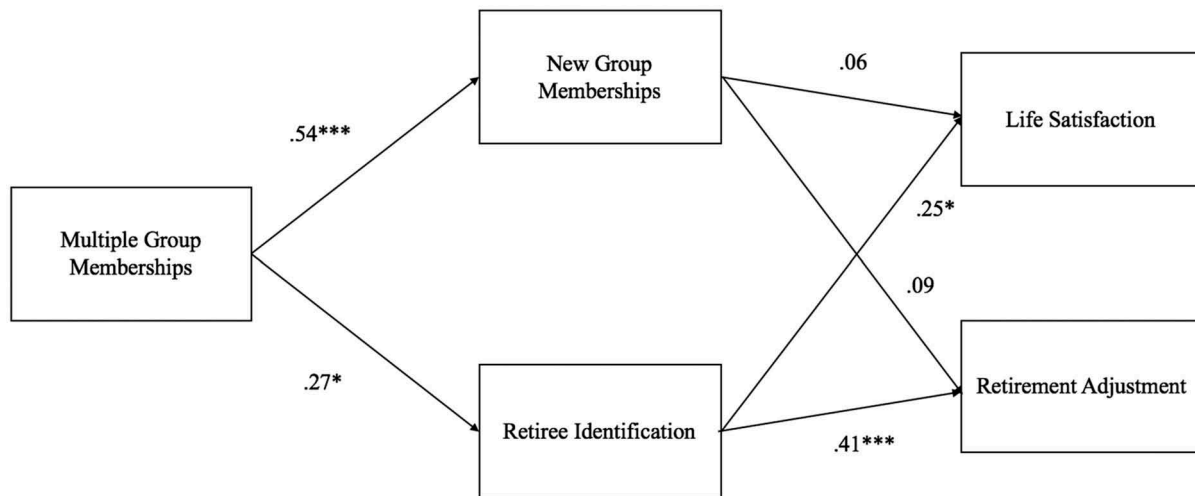 New Group
Memberships
.06
Life Satisfaction
.54***
.25*
Multiple Group
Memberships
.09
.27*
Retiree Identification
.41***
Retirement Adjustment